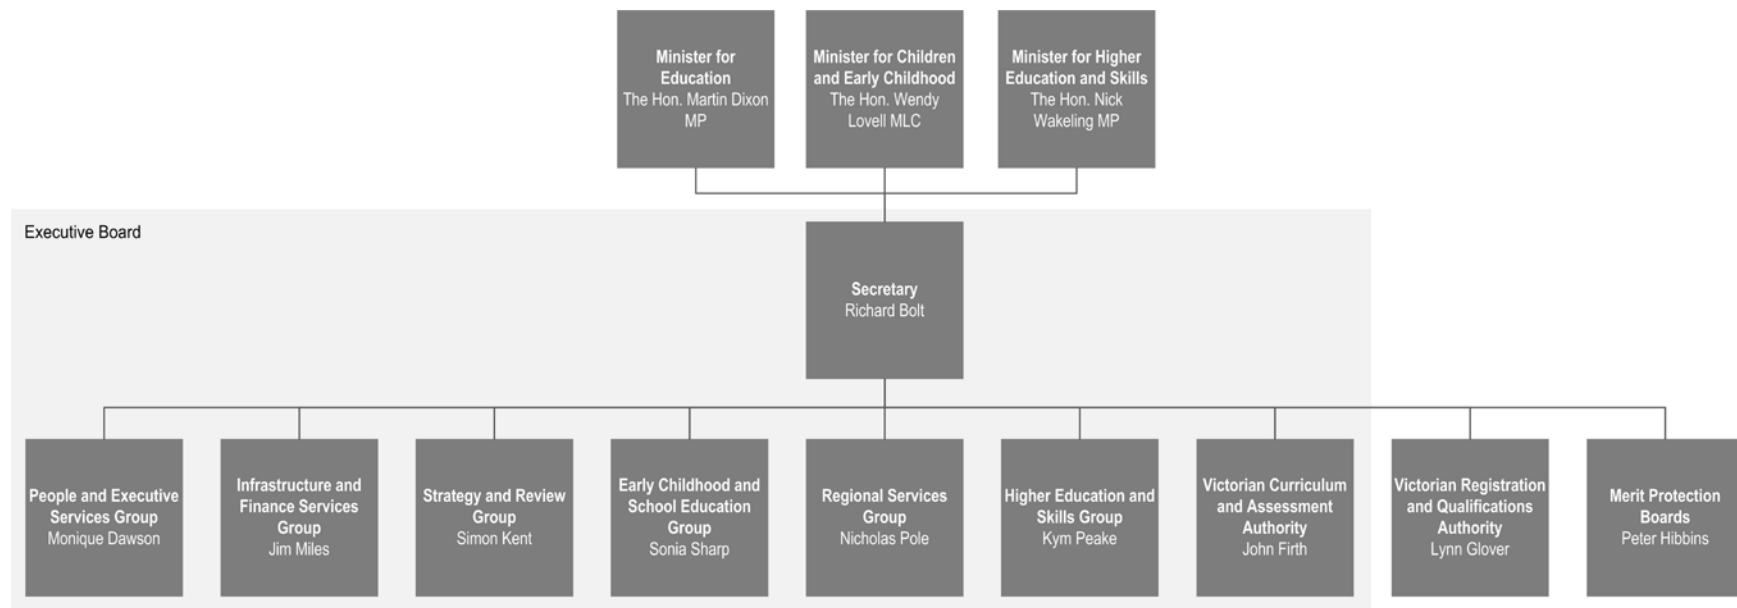 Minister for
Education
The Hon. Martin Dixon
MP
Minister for Children
and Early Childhood
The Hon. Wendy
Lovell MLC
Minister for Higher
Education and Skills
The Hon. Nick
Wakeling MP
Executive Board
Secretary
Richard Bolt
People and Executive
Services Group
Monique Dawson
Infrastructure and
Finance Services
Group
Jim Miles
Strategy and Review
Group
Simon Kent
Early Childhood and
School Education
Group
Sonia Sharp
Regional Services
Group
Nicholas Pole
Higher Education and
Skills Group
Kym Peake
Victorian Curriculum
and Assessment
Authority
John Firth
Victorian Registration
and Qualifications
Authority
Lynn Glover
Merit Protection
Boards
Peter Hibbins